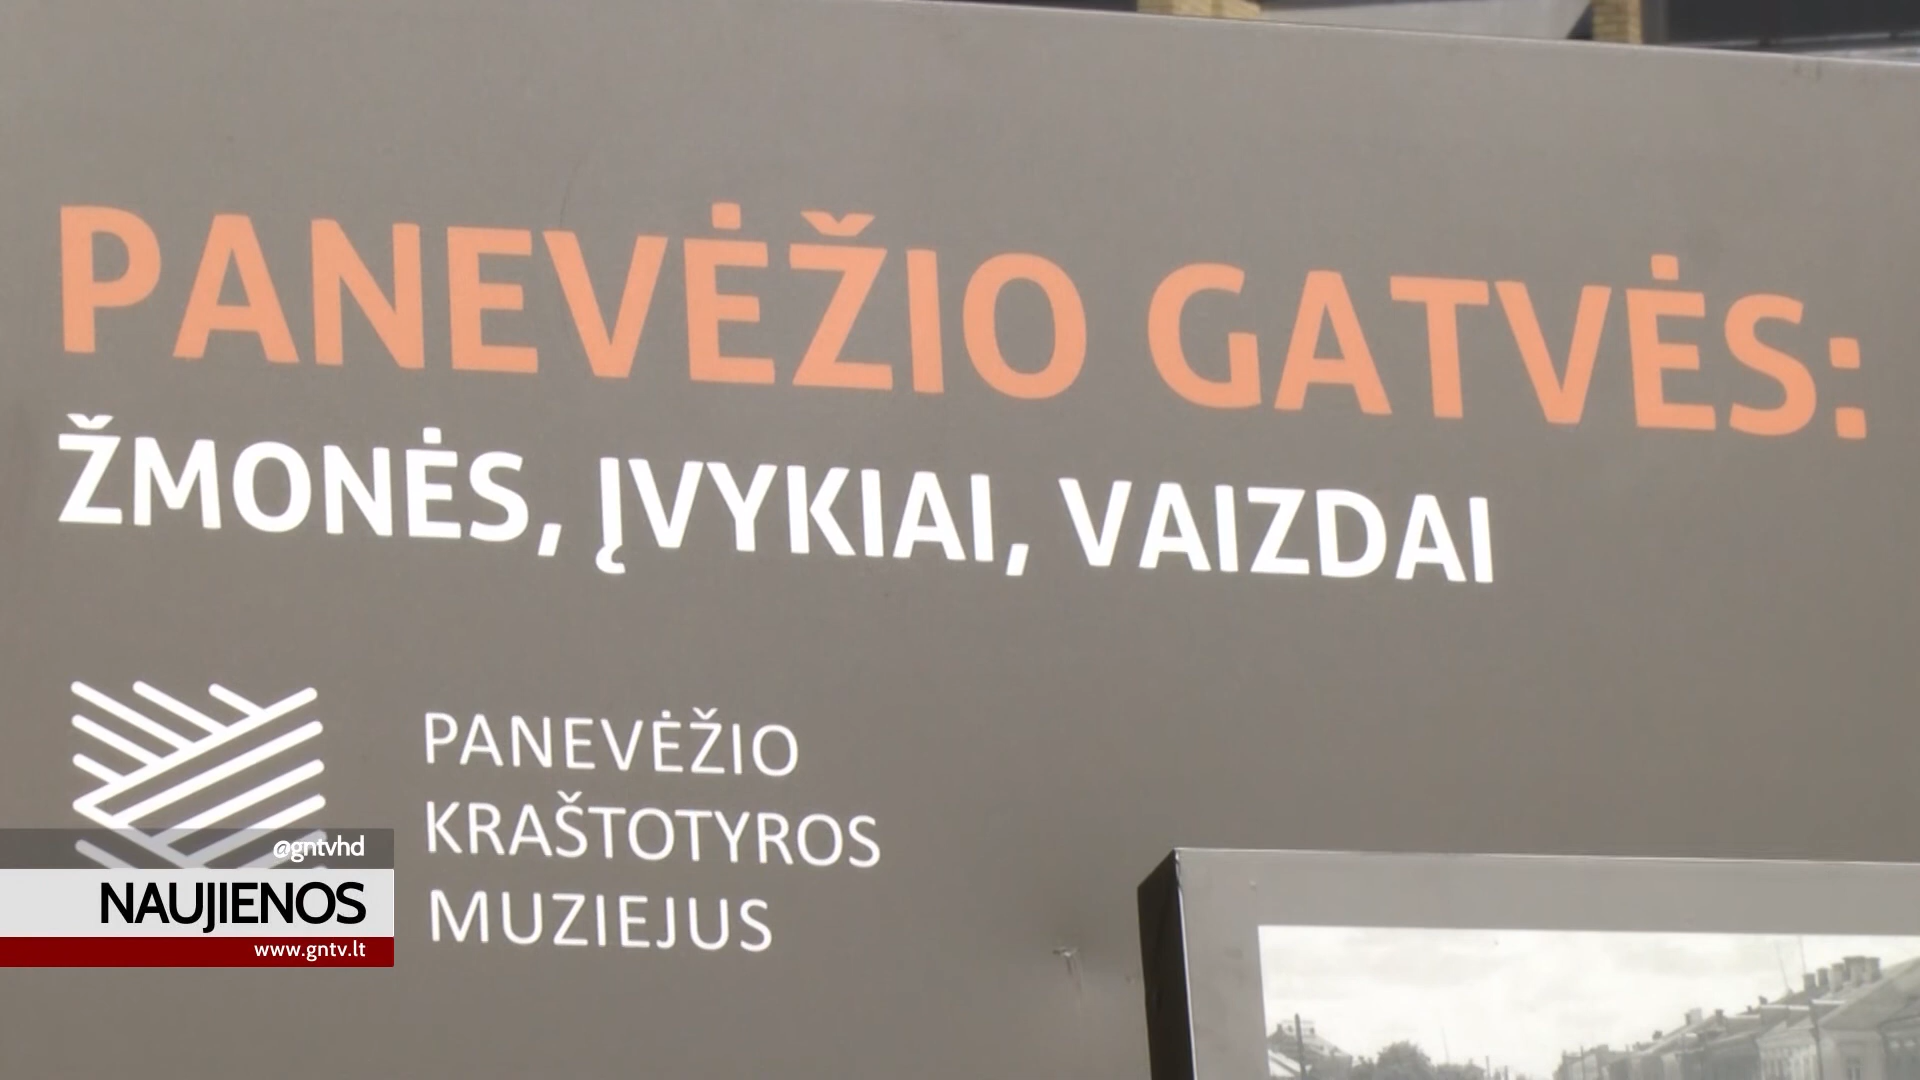 PANEVĖŽIO GATVĖS:
ŽMONĖS, ĮVYKIAI, VAIZDAI
PANEVĖŽIO
KRAŠTOTYROS
MUZIEJUS
@gntvhd
NAUJIENOS
www.gntv.lt